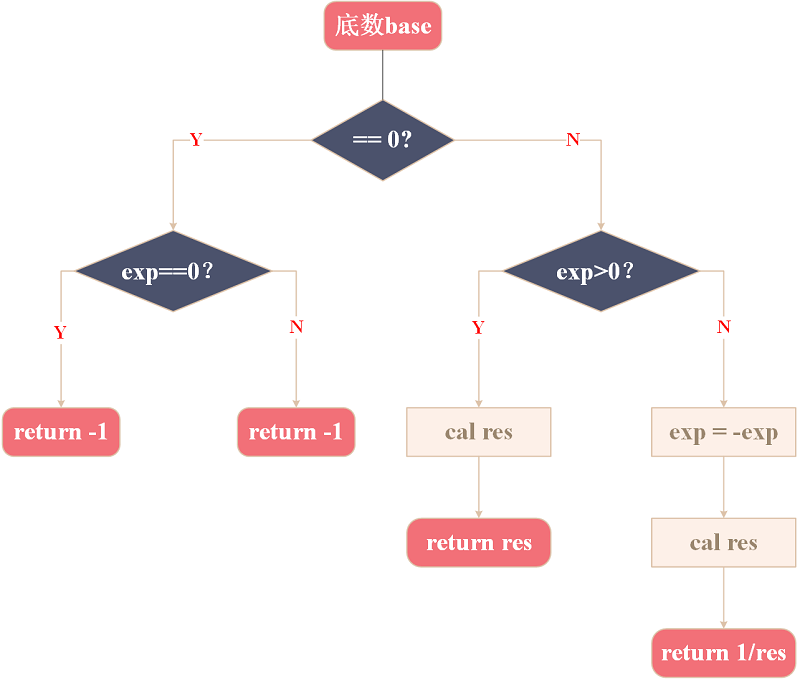 底数base
== 0?
Y
N
exp==0?
exp>0?
Y
N
Y
N
return -1
return -1
cal res
exp = -exp
return res
cal res
return 1/res